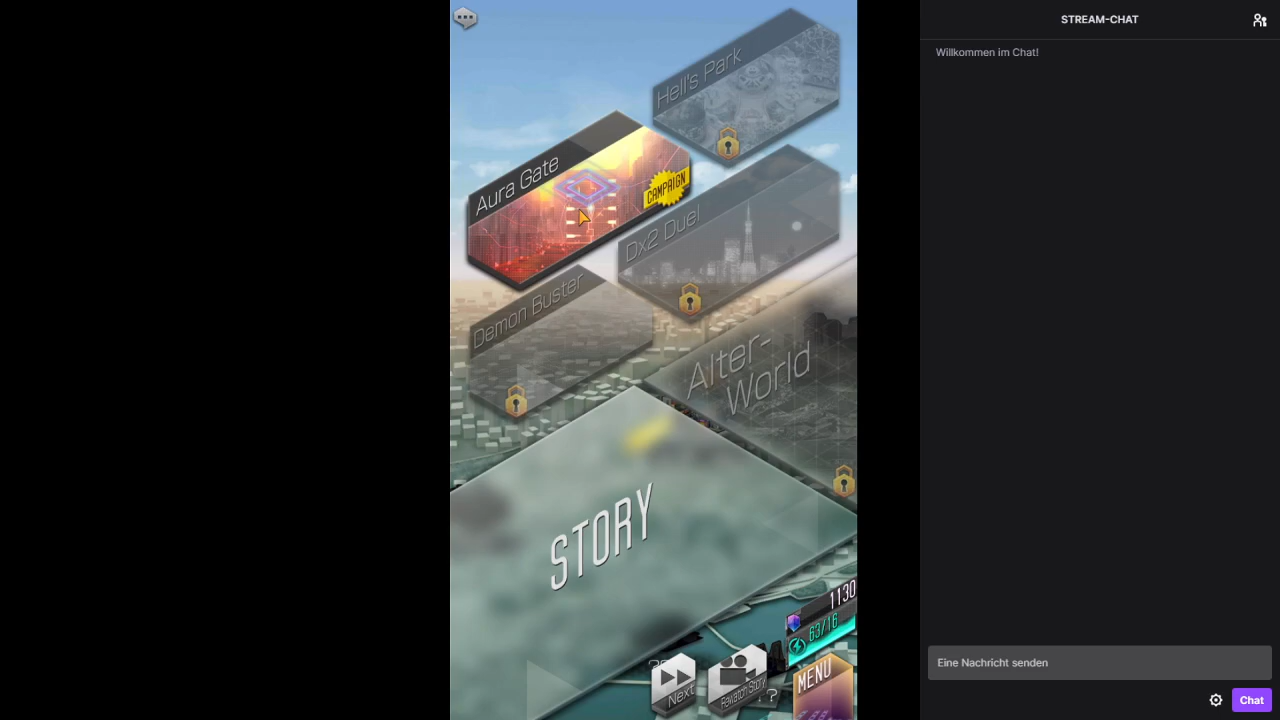 Hell's Park
Aura Gate
CAMPAIGN
Dx2 Duel
Demon Buster
Alter-
World
STORY
1130
63/16
Next
Rewatch Story
MENU
STREAM-CHAT
Willkommen im Chat!
Eine Nachricht senden
Chat